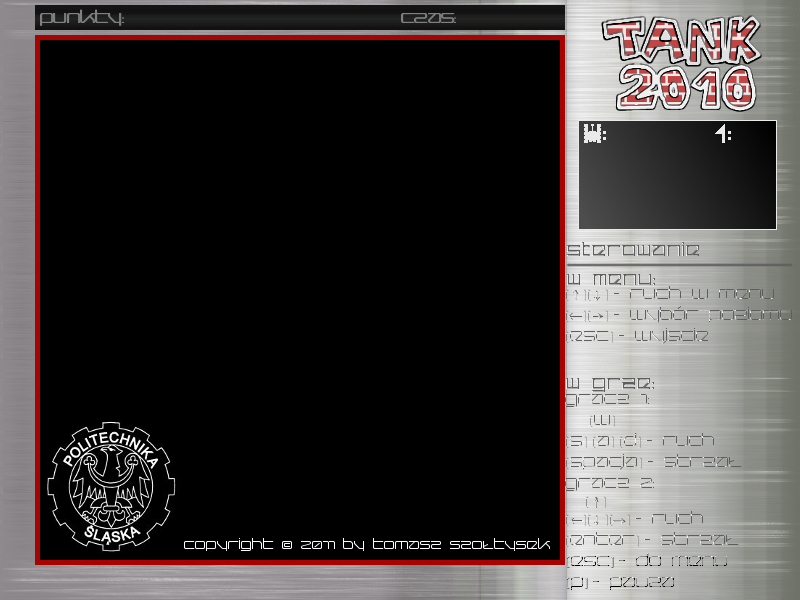 punkty:
czas:
TANK
2010
1:
sterowanie
w menu:
(↑)(↓) - ruch w menu
(←)(→) - wybór poziomu
(esc) - wyjście
w grze:
gracz 1:
(w)
(s)(a)(d) - ruch
(spacja) - strzał
gracz 2:
(↑)
(←)(↓)(→) - ruch
(enter) - strzał
(esc) - do menu
(p) - pauza
POLITECHNIKA
ŚLĄSKA
copyright © 2011 by tomasz szołtysek